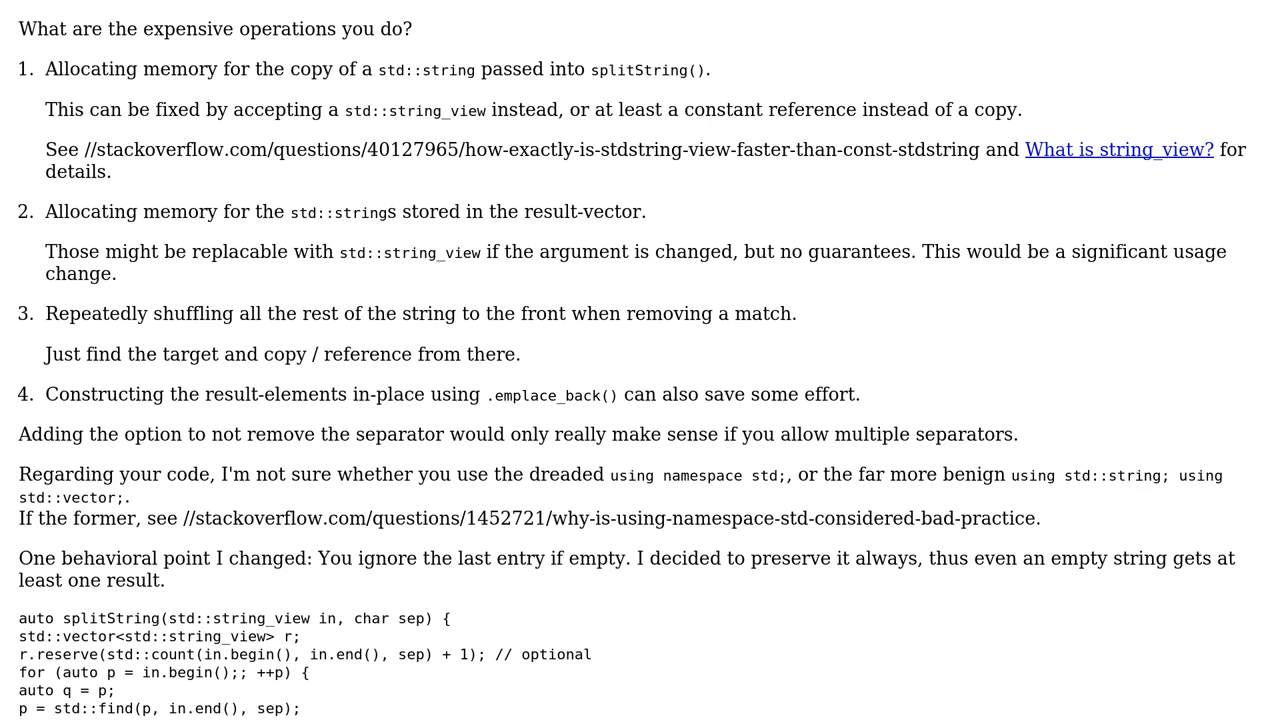 What are the expensive operations you do?
1. Allocating memory for the copy of a std::string passed into splitString().
This can be fixed by accepting a std::string_view instead, or at least a constant reference instead of a copy.
See //stackoverflow.com/questions/40127965/how-exactly-is-stdstring-view-faster-than-const-stdstring and What is string_view? for
details.
2. Allocating memory for the std::strings stored in the result-vector.
Those might be replacable with std::string_view if the argument is changed, but no guarantees. This would be a significant usage
change.
3. Repeatedly shuffling all the rest of the string to the front when removing a match.
Just find the target and copy / reference from there.
4. Constructing the result-elements in-place using .emplace_back() can also save some effort.
Adding the option to not remove the separator would only really make sense if you allow multiple separators.
Regarding your code, I'm not sure whether you use the dreaded using namespace std;, or the far more benign using std::string; using
std::vector;.
If the former, see //stackoverflow.com/questions/1452721/why-is-using-namespace-std-considered-bad-practice.
One behavioral point I changed: You ignore the last entry if empty. I decided to preserve it always, thus even an empty string gets at
least one result.
auto splitString(std::string_view in, char sep) {
std::vector<std::string_view> r;
r.reserve(std::count(in.begin(), in.end(), sep) + 1); // optional
for (auto p = in.begin();; ++p) {
auto q = p;
p = std::find(p, in.end(), sep);